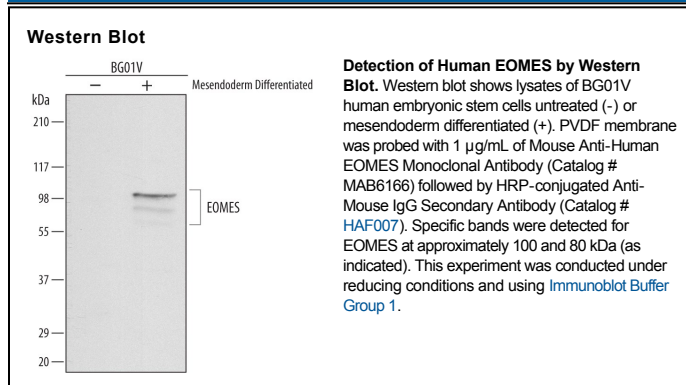 Western Blot
BG01V
– +
Mesendoderm Differentiated
kDa
210
117
98
55
37
29
20
EOMES
Detection of Human EOMES by Western
Blot. Western blot shows lysates of BG01V
human embryonic stem cells untreated (-) or
mesendoderm differentiated (+). PVDF membrane
was probed with 1 µg/mL of Mouse Anti-Human
EOMES Monoclonal Antibody (Catalog #
MAB6166) followed by HRP-conjugated Anti-
Mouse IgG Secondary Antibody (Catalog #
HAF007). Specific bands were detected for
EOMES at approximately 100 and 80 kDa (as
indicated). This experiment was conducted under
reducing conditions and using Immunoblot Buffer
Group 1.